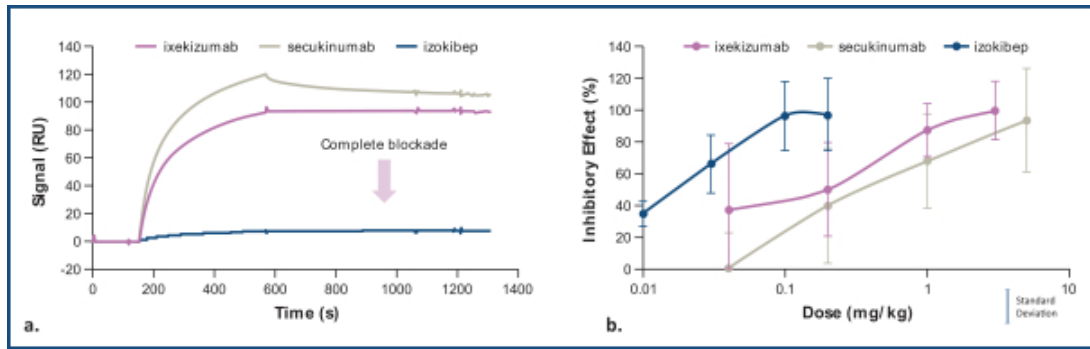 ixekizumab secukinumab izokibep
140
120
100
80
60
40
20
0
-20
Signal (RU)
Complete blockade
0 200 400 600 800 1000 1200 1400
Time (s)
a.
ixekizumab secukinumab izokibep
140
120
100
80
60
40
20
0
Inhibitory Effect (%)
0.01 0.1 1 10
Dose (mg/kg)
Standard
Deviation
b.